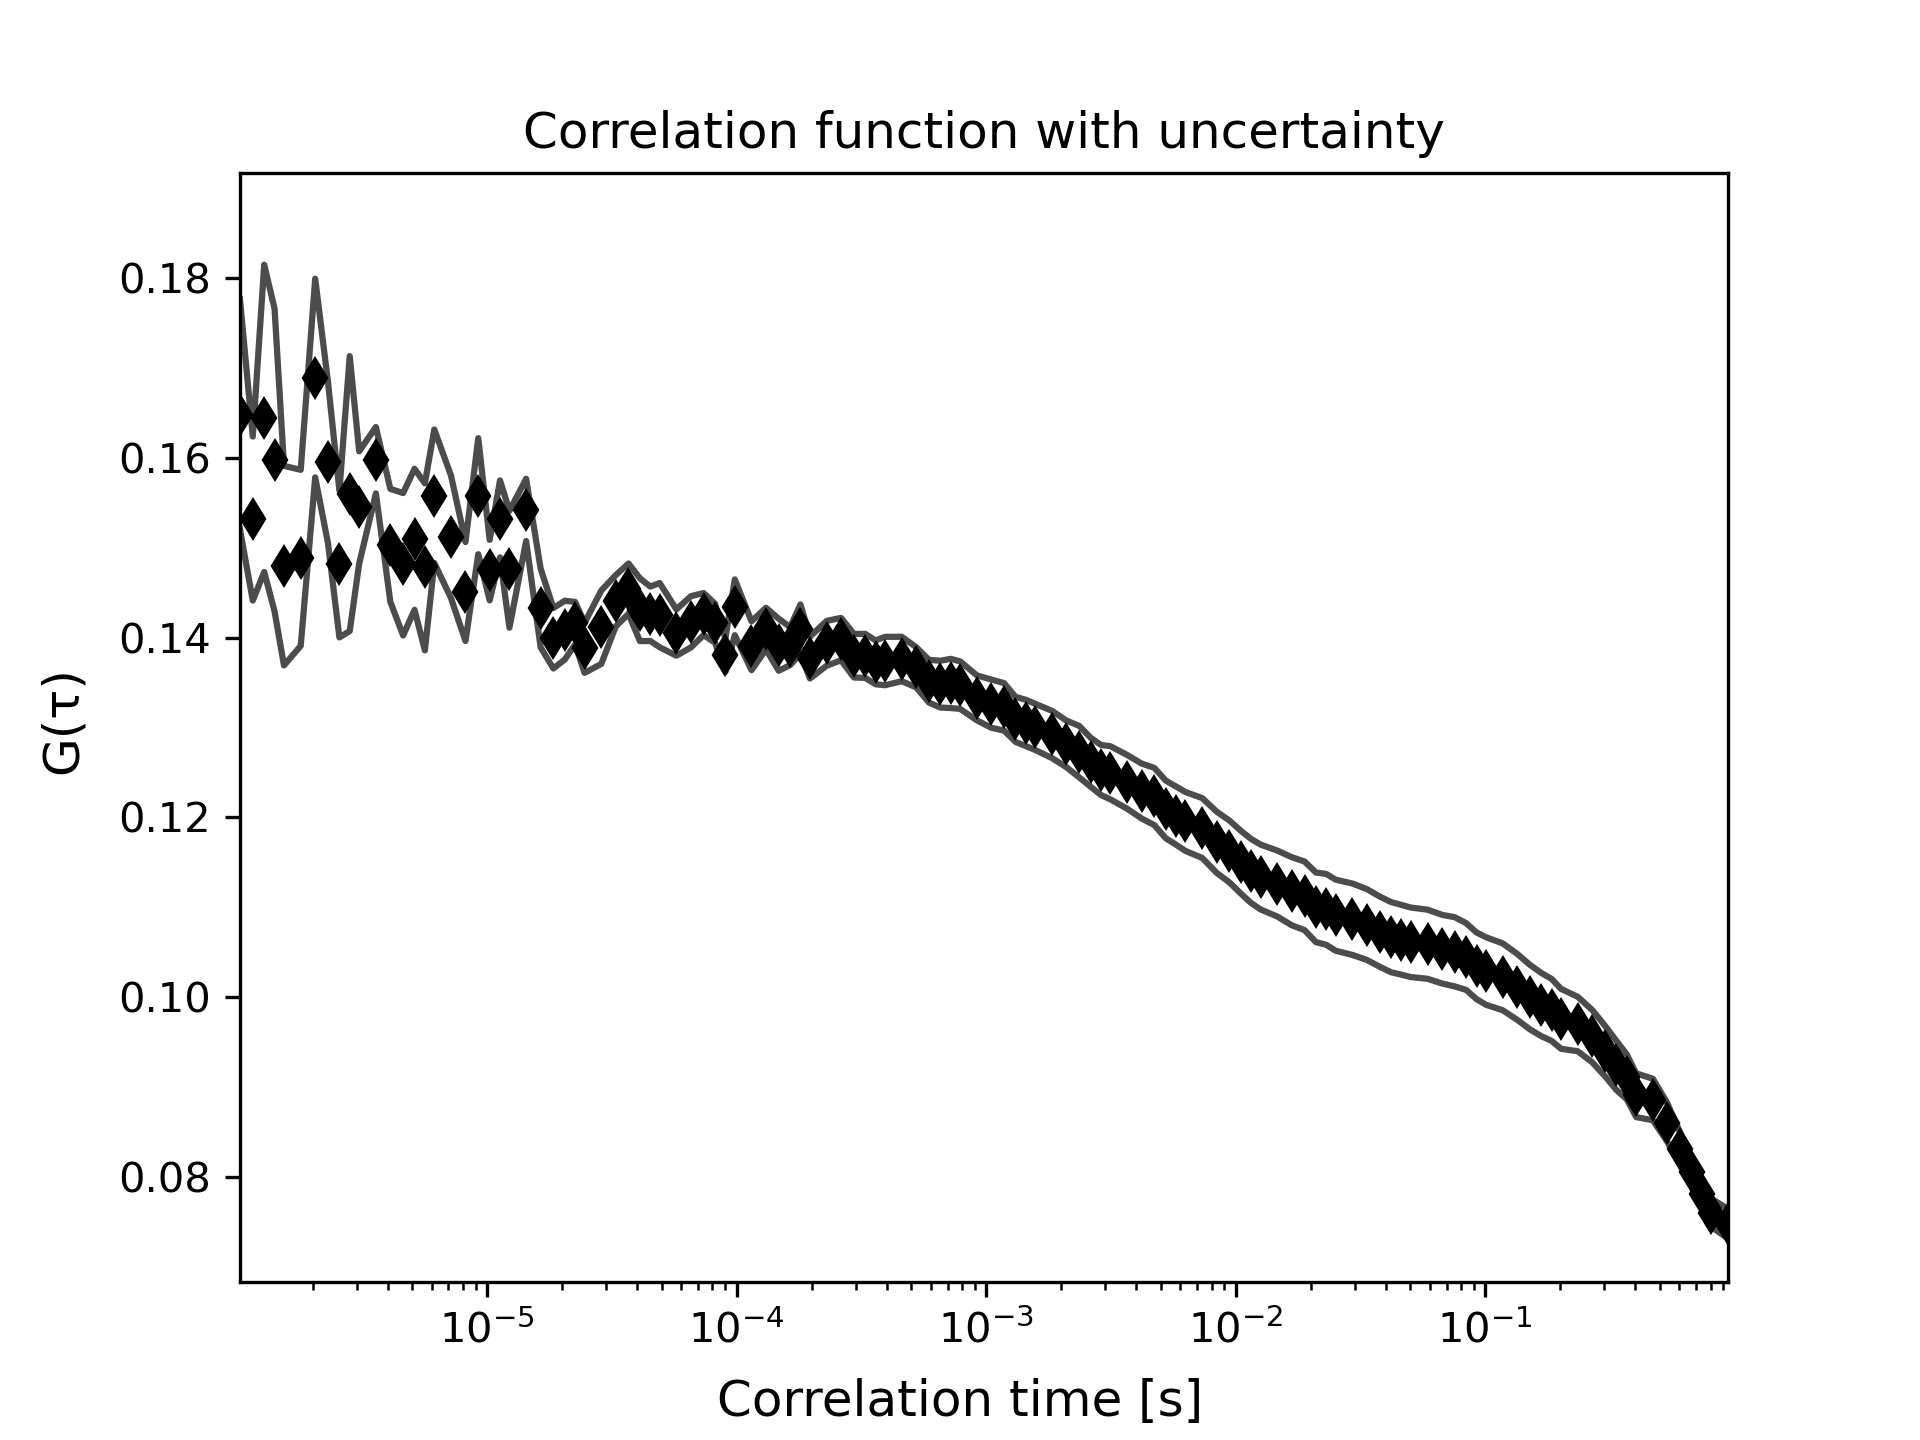 Correlation function with uncertainty
G(τ)
0.18
0.16
0.14
0.12
0.10
0.08
10⁻⁵ 10⁻⁴ 10⁻³ 10⁻² 10⁻¹
Correlation time [s]